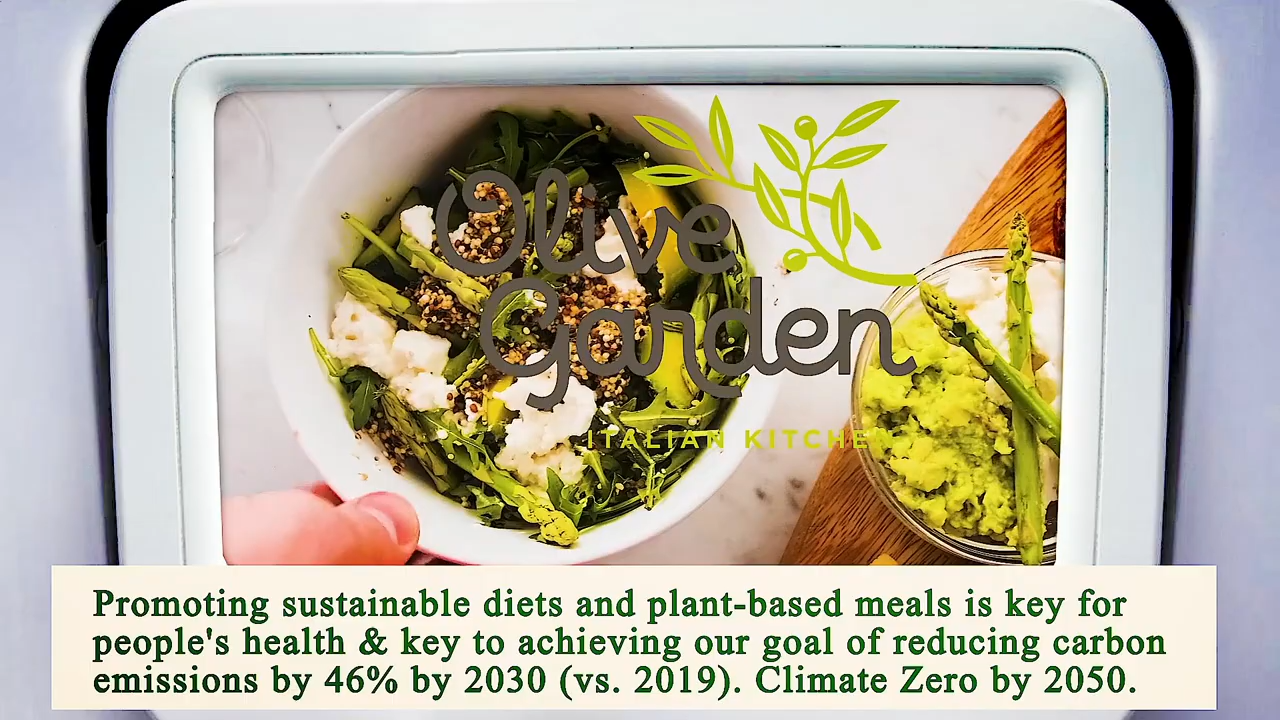 Olive
Garden
ITALIAN KITCHEN
Promoting sustainable diets and plant-based meals is key for
people's health & key to achieving our goal of reducing carbon
emissions by 46% by 2030 (vs. 2019). Climate Zero by 2050.